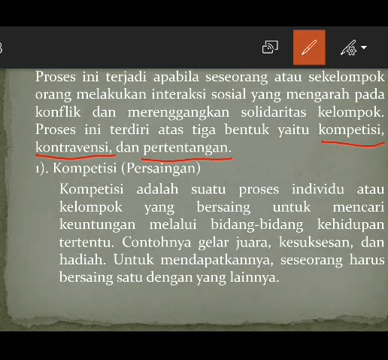 3
Proses ini terjadi apabila seseorang atau sekelompok
orang melakukan interaksi sosial yang mengarah pada
konflik dan merenggangkan solidaritas kelompok.
Proses ini terdiri atas tiga bentuk yaitu kompetisi,
kontravensi, dan pertentangan.
1). Kompetisi (Persaingan)
Kompetisi adalah suatu proses individu atau
kelompok yang bersaing untuk mencari
keuntungan melalui bidang-bidang kehidupan
tertentu. Contohnya gelar juara, kesuksesan, dan
hadiah. Untuk mendapatkannya, seseorang harus
bersaing satu dengan yang lainnya.